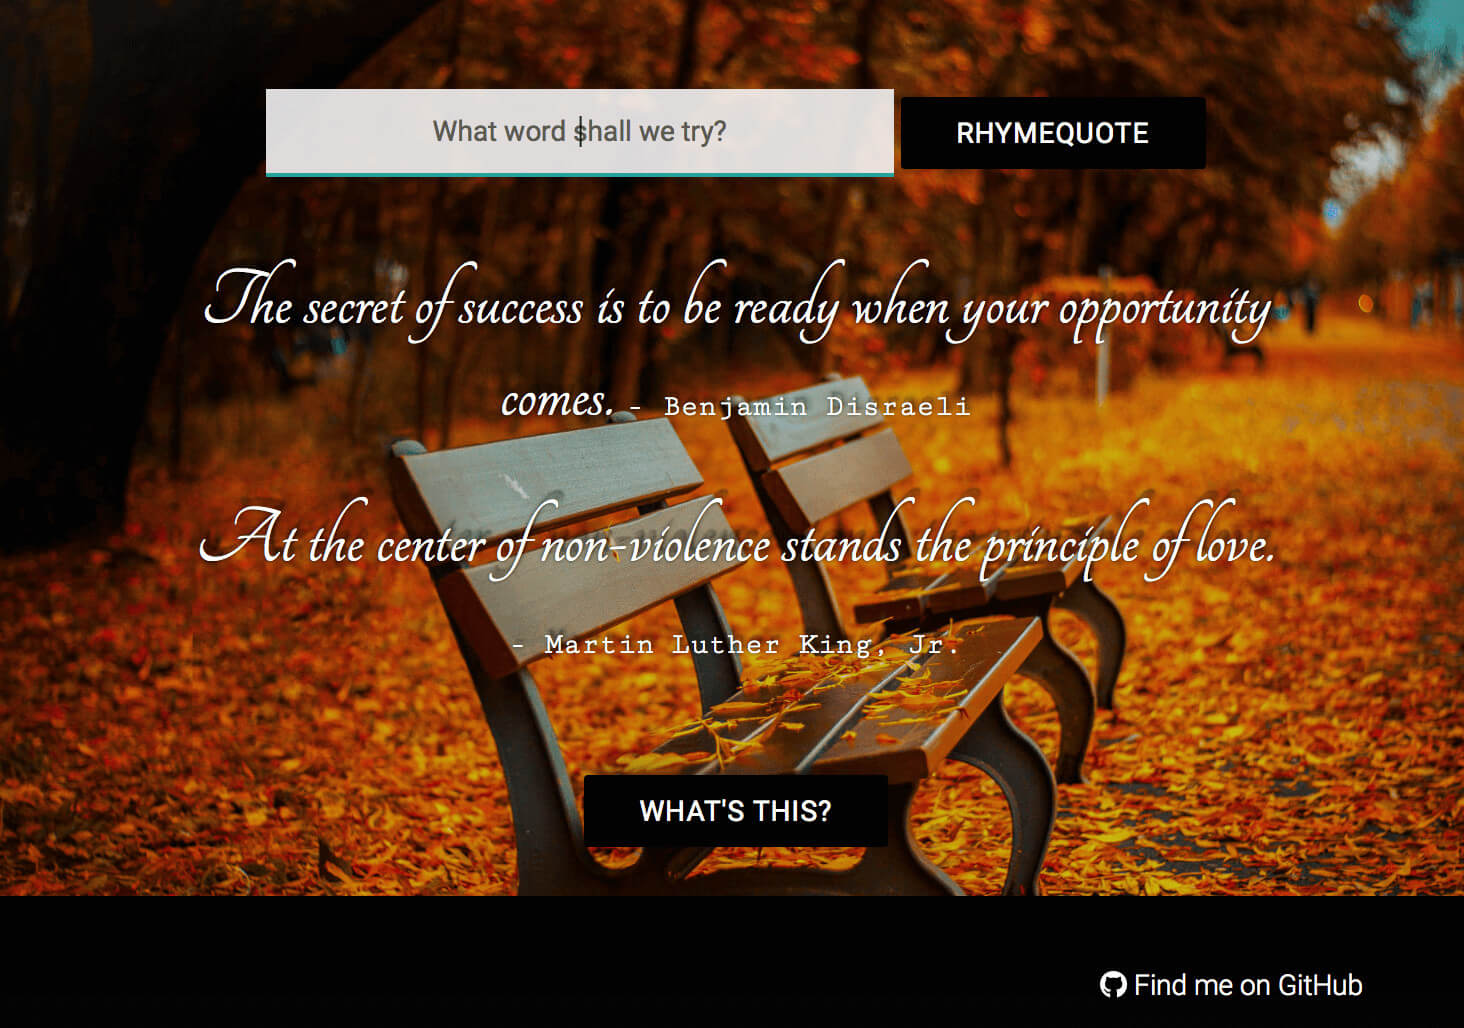 What word shall we try?
RHYMEQUOTE
The secret of success is to be ready when your opportunity
comes. - Benjamin Disraeli
At the center of non-violence stands the principle of love.
- Martin Luther King, Jr.
WHAT'S THIS?
Find me on GitHub